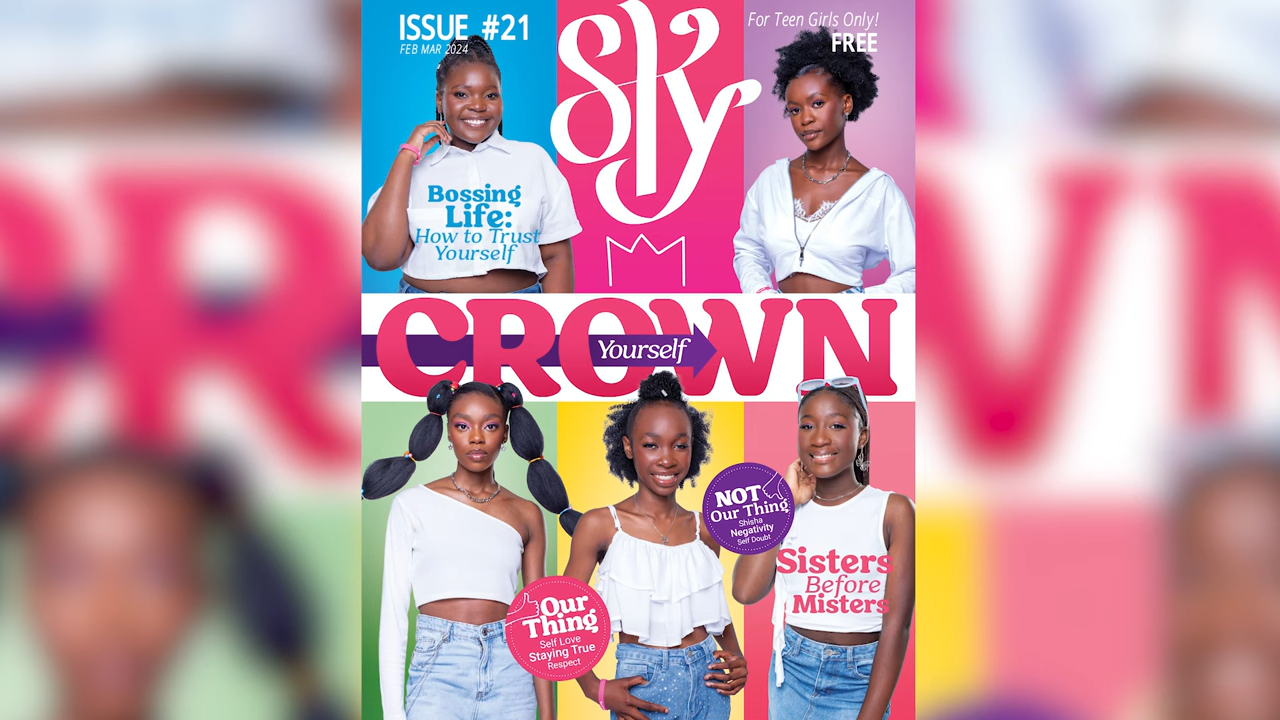 ISSUE #21
FEB MAR 2024
For Teen Girls Only!
FREE
SKY
Bossing
Life:
How to Trust
Yourself
CROWN
Yourself
NOT
Our Thing
Shisha
Negativity
Self Doubt
Our
Thing
Self Love
Staying True
Respect
Sisters
Before
Misters